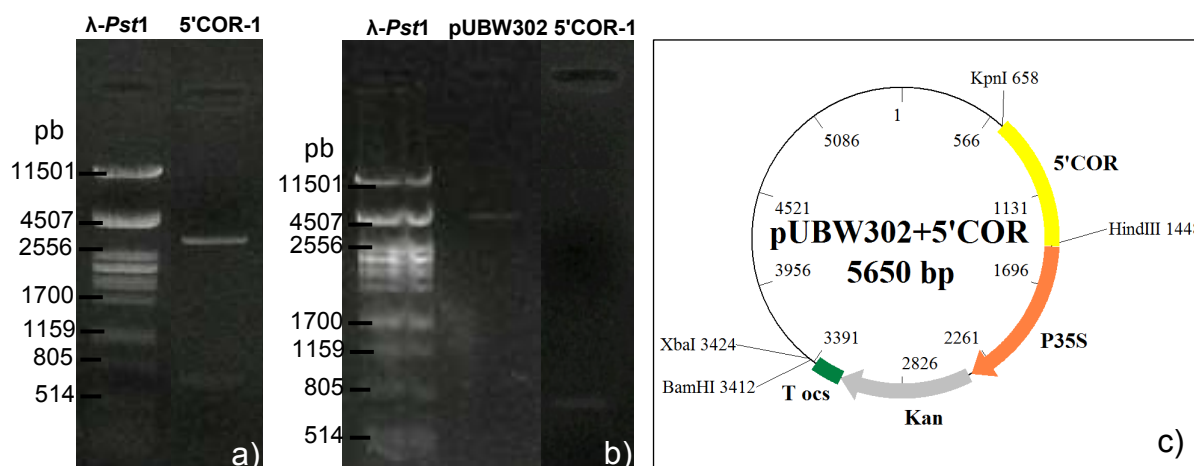 λ-Pst1 5'COR-1
pb
11501
4507
2556
1700
1159
805
514
a)
λ-Pst1 pUBW302 5'COR-1
pb
11501
4507
2556
1700
1159
805
514
b)
KpnI 658
1
566
5086
5'COR
4521
1131
pUBW302+5'COR
HindIII 1448
5650 bp
3956
1696
P35S
XbaI 3424
3391
2261
2826
BamHI 3412
T ocs
Kan
c)